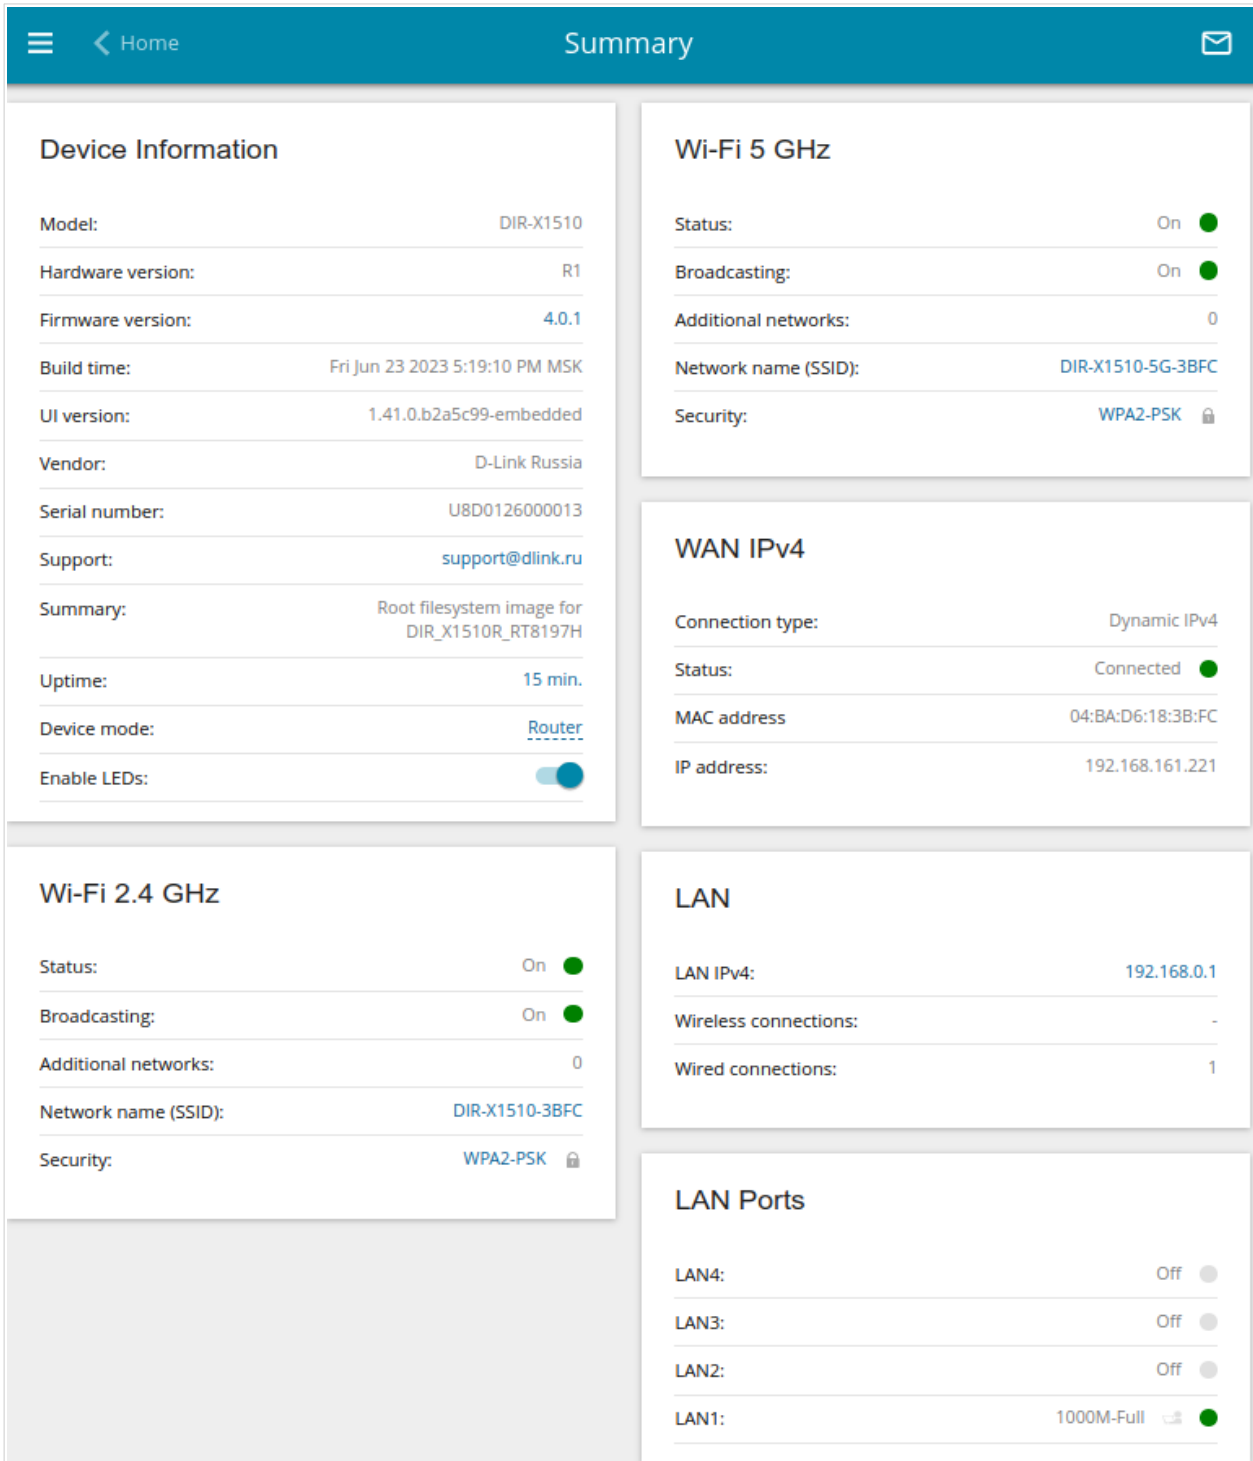 Home
Summary
Device Information
Model: DIR-X1510
Hardware version: R1
Firmware version: 4.0.1
Build time: Fri Jun 23 2023 5:19:10 PM MSK
UI version: 1.41.0.b2a5c99-embedded
Vendor: D-Link Russia
Serial number: U8D0126000013
Support: support@dlink.ru
Summary: Root filesystem image for
DIR_X1510R_RT8197H
Uptime: 15 min.
Device mode: Router
Enable LEDs:
Wi-Fi 2.4 GHz
Status: On
Broadcasting: On
Additional networks: 0
Network name (SSID): DIR-X1510-3BFC
Security: WPA2-PSK
Wi-Fi 5 GHz
Status: On
Broadcasting: On
Additional networks: 0
Network name (SSID): DIR-X1510-5G-3BFC
Security: WPA2-PSK
WAN IPv4
Connection type: Dynamic IPv4
Status: Connected
MAC address 04:BA:D6:18:3B:FC
IP address: 192.168.161.221
LAN
LAN IPv4: 192.168.0.1
Wireless connections: -
Wired connections: 1
LAN Ports
LAN4: Off
LAN3: Off
LAN2: Off
LAN1: 1000M-Full